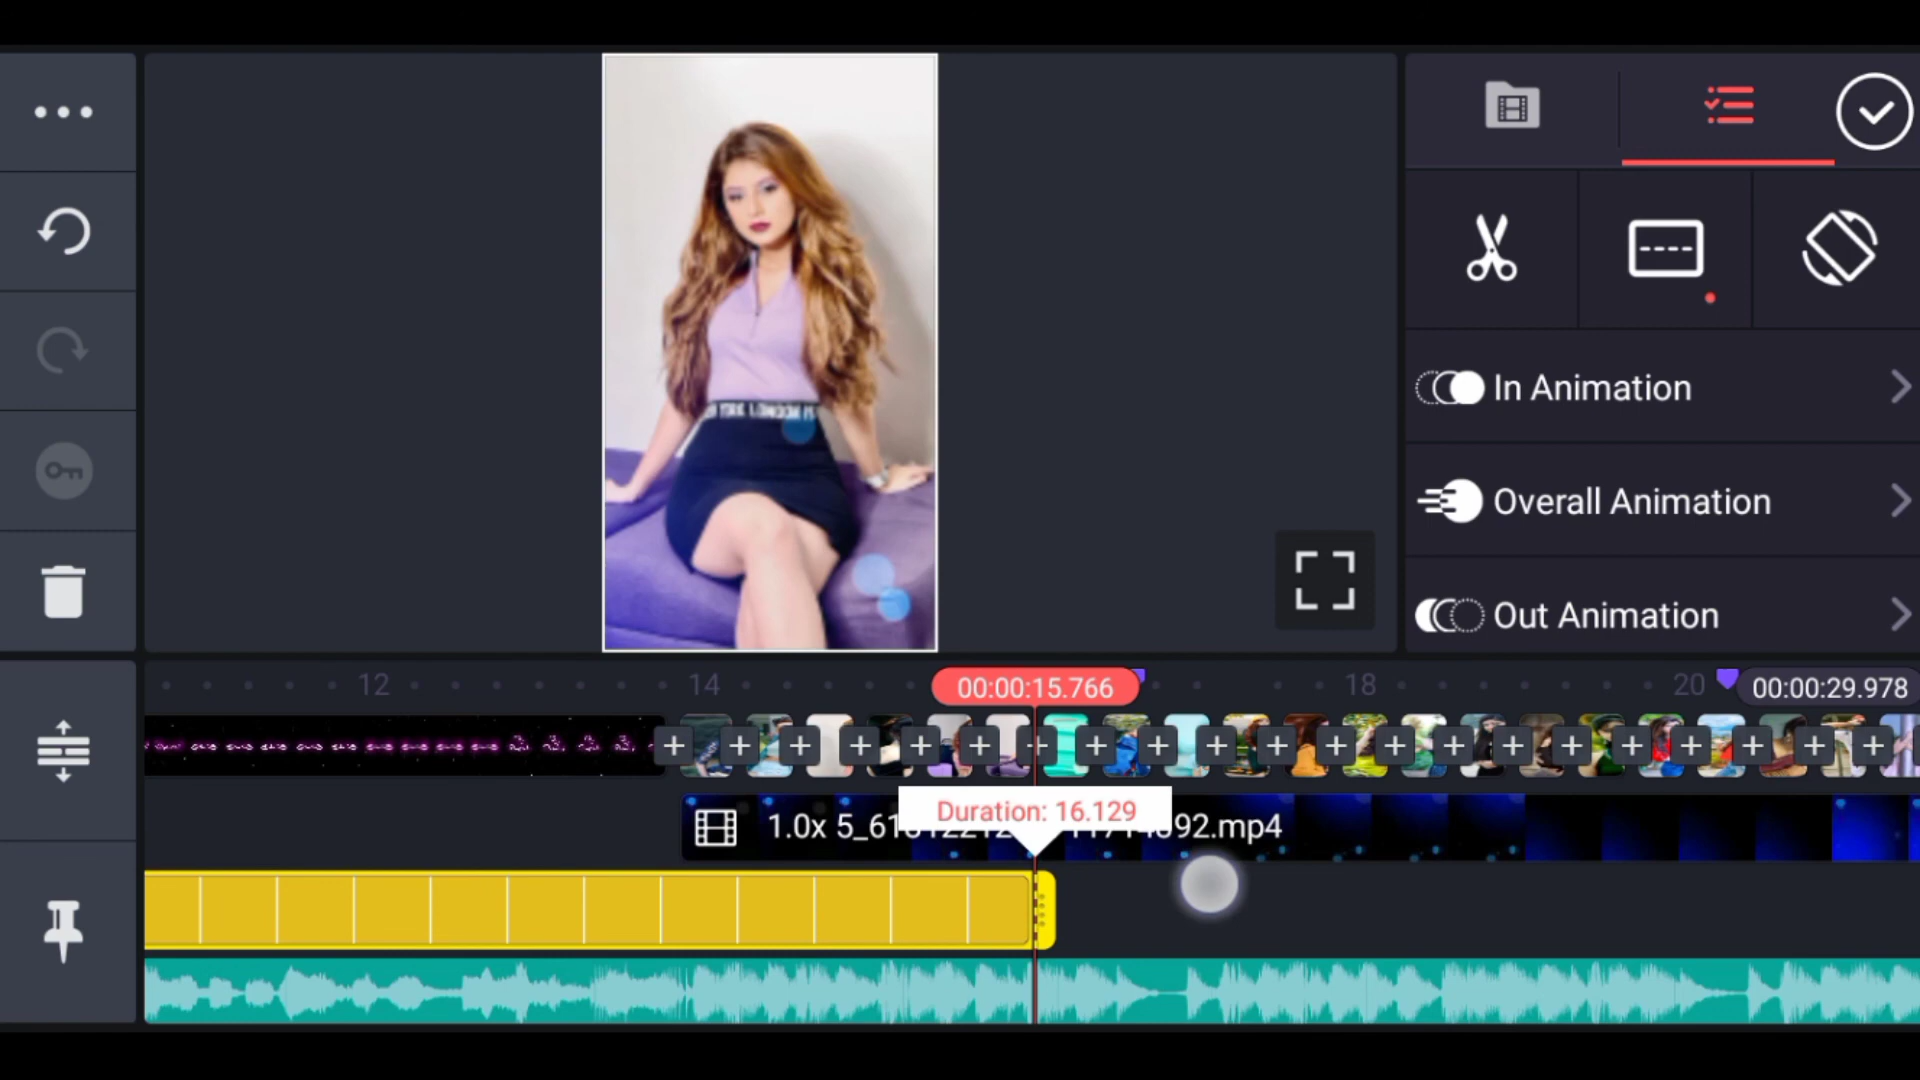 In Animation
Overall Animation
Out Animation
12
14
00:00:15.766
18
20
00:00:29.978
Duration: 16.129
1.0x
92.mp4